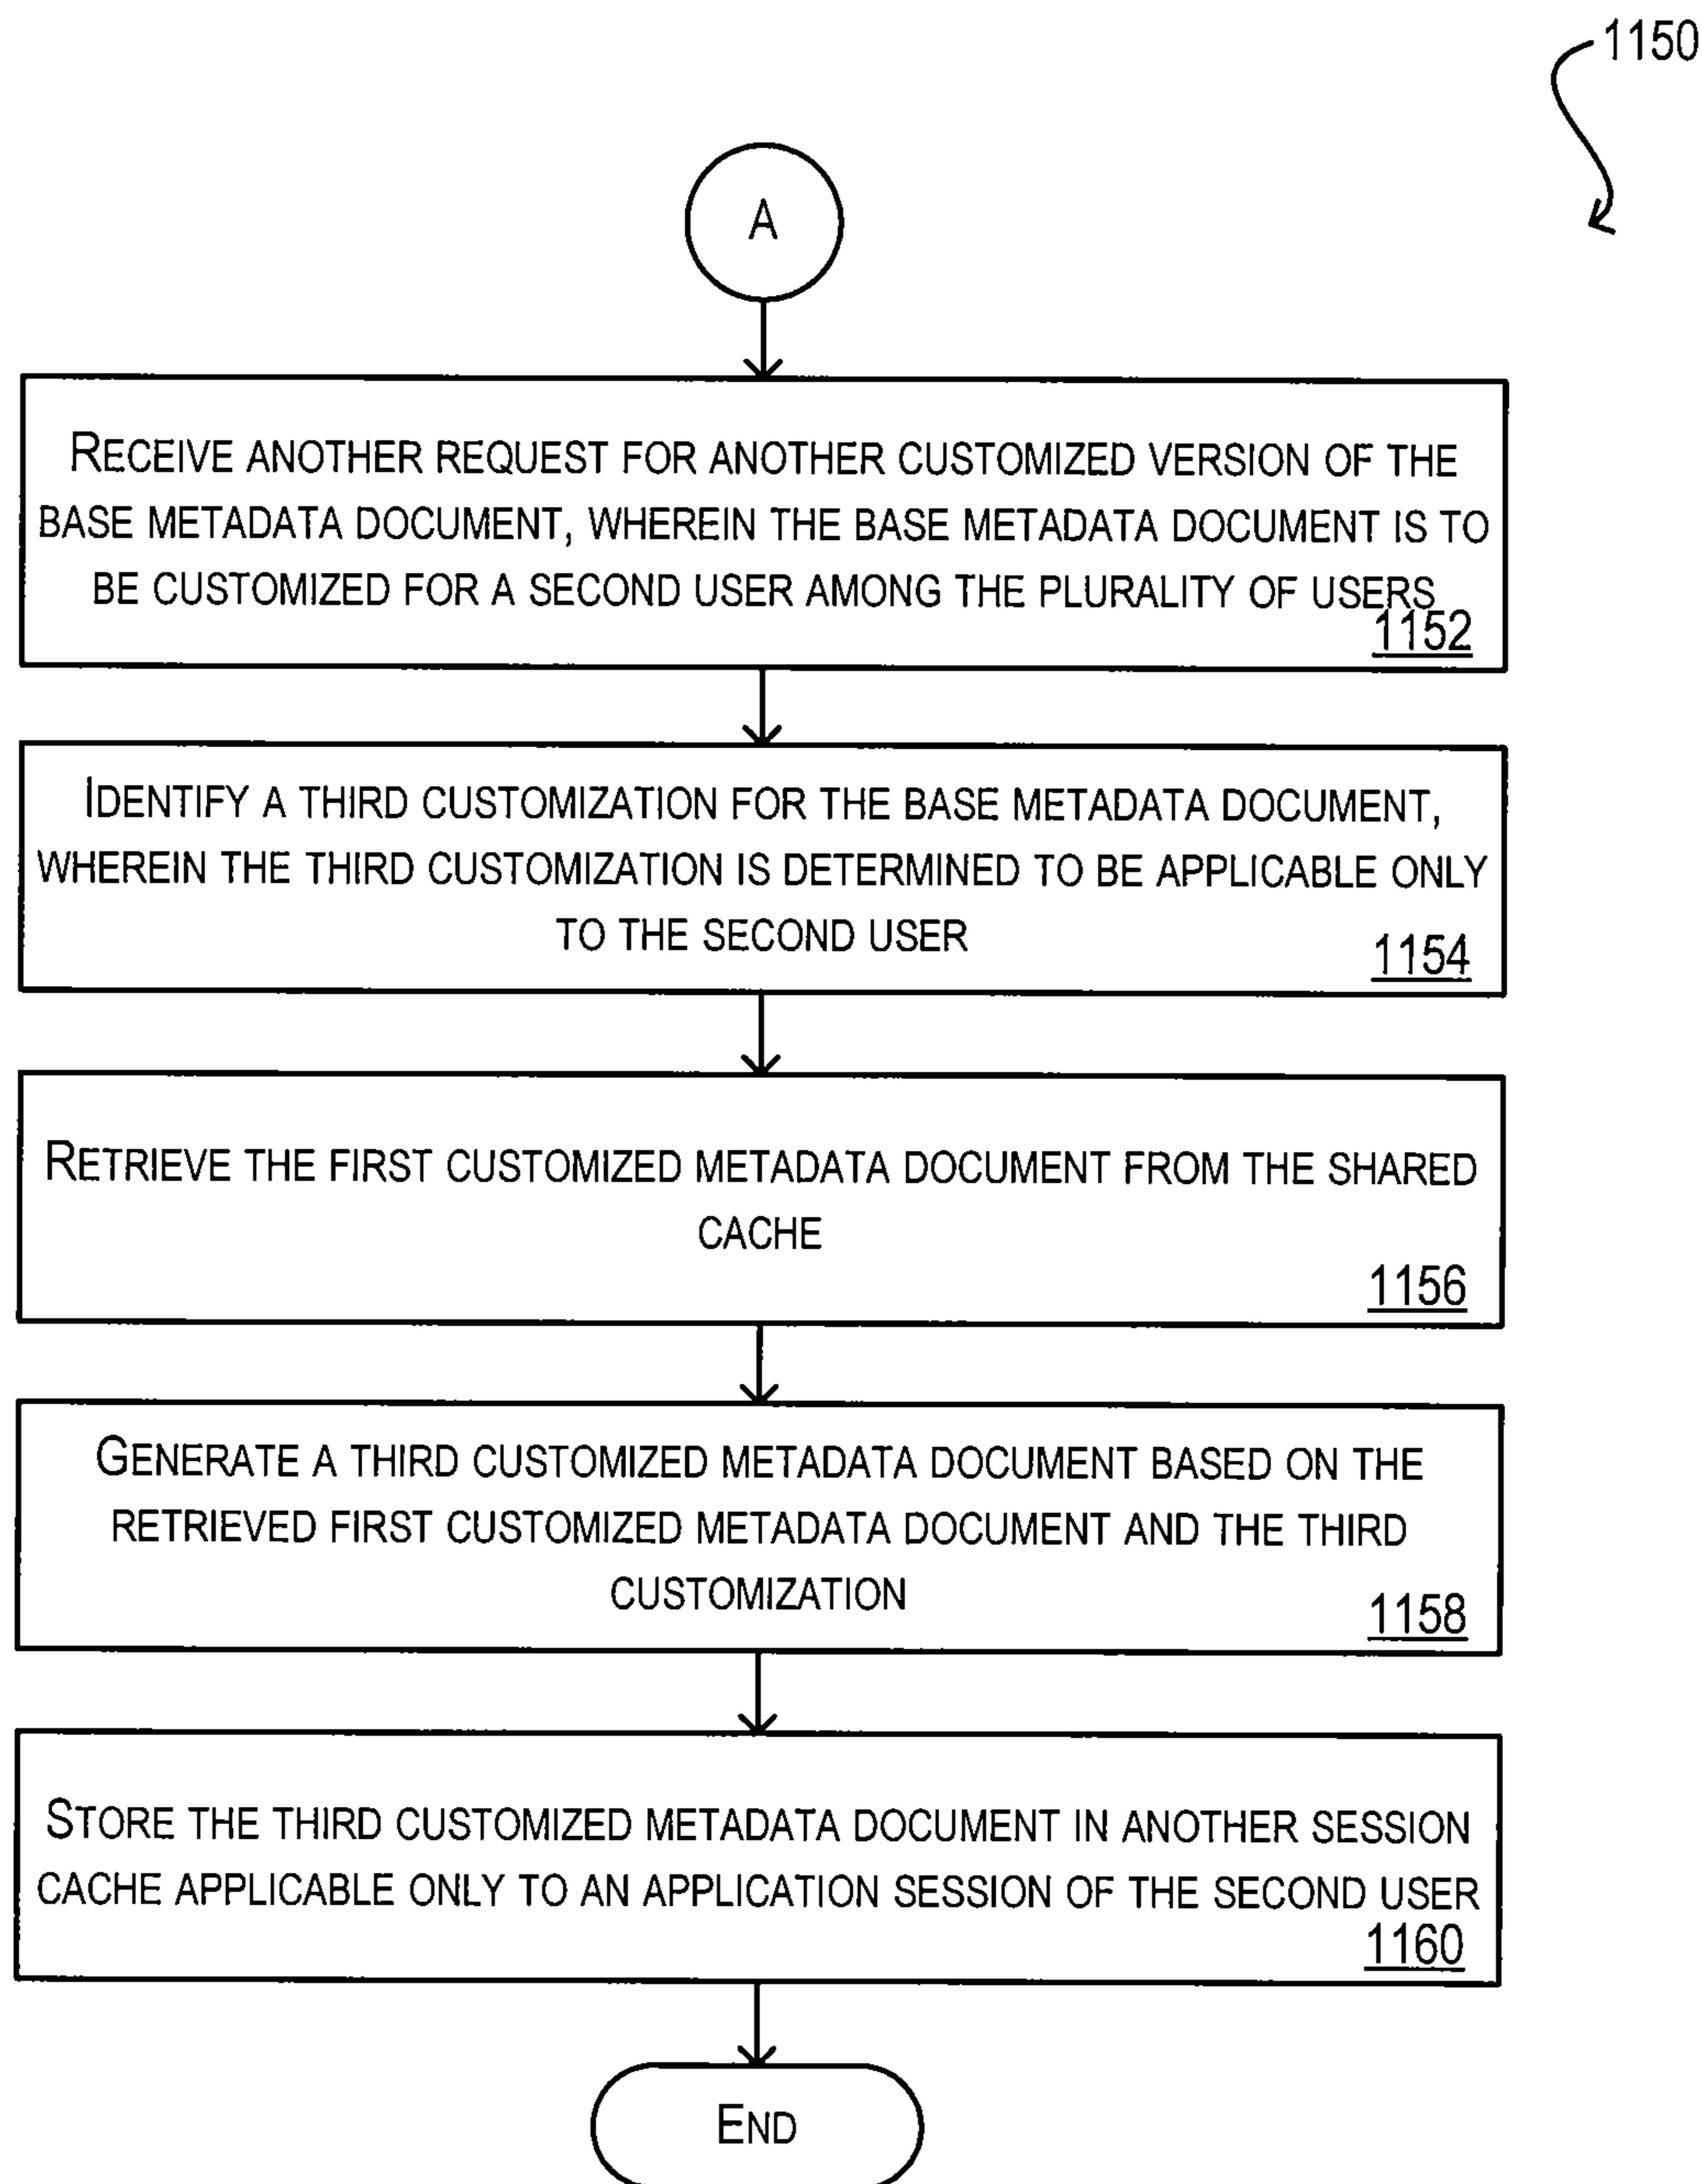 1150
A
RECEIVE ANOTHER REQUEST FOR ANOTHER CUSTOMIZED VERSION OF THE
BASE METADATA DOCUMENT, WHEREIN THE BASE METADATA DOCUMENT IS TO
BE CUSTOMIZED FOR A SECOND USER AMONG THE PLURALITY OF USERS
1152
IDENTIFY A THIRD CUSTOMIZATION FOR THE BASE METADATA DOCUMENT,
WHEREIN THE THIRD CUSTOMIZATION IS DETERMINED TO BE APPLICABLE ONLY
TO THE SECOND USER
1154
RETRIEVE THE FIRST CUSTOMIZED METADATA DOCUMENT FROM THE SHARED
CACHE
1156
GENERATE A THIRD CUSTOMIZED METADATA DOCUMENT BASED ON THE
RETRIEVED FIRST CUSTOMIZED METADATA DOCUMENT AND THE THIRD
CUSTOMIZATION
1158
STORE THE THIRD CUSTOMIZED METADATA DOCUMENT IN ANOTHER SESSION
CACHE APPLICABLE ONLY TO AN APPLICATION SESSION OF THE SECOND USER
1160
END